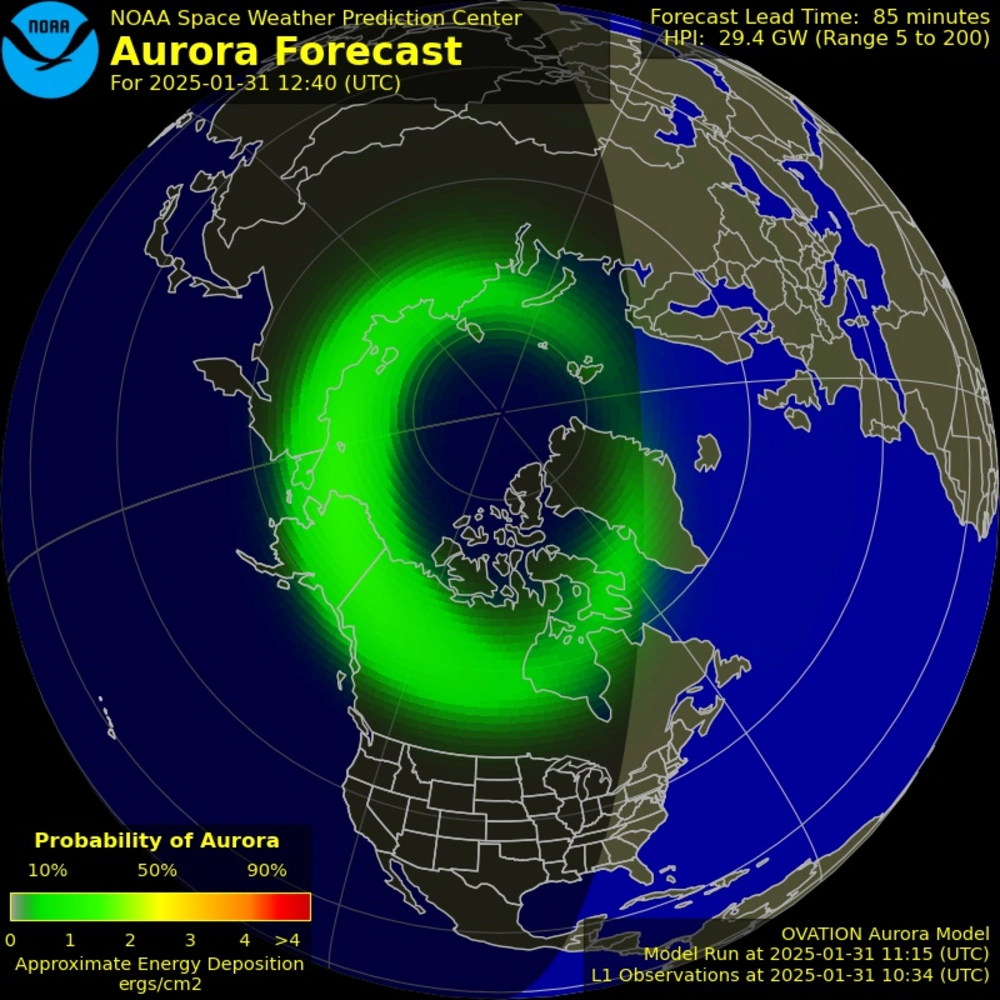 NOAA
NOAA Space Weather Prediction Center
Aurora Forecast
For 2025-01-31 12:40 (UTC)
Forecast Lead Time: 85 minutes
HPI: 29.4 GW (Range 5 to 200)
Probability of Aurora
10% 50% 90%
0 1 2 3 4 >4
Approximate Energy Deposition
ergs/cm2
OVATION Aurora Model
Model Run at 2025-01-31 11:15 (UTC)
L1 Observations at 2025-01-31 10:34 (UTC)